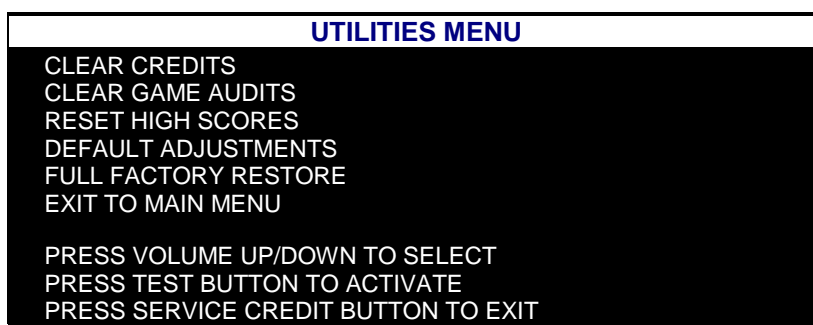 UTILITIES MENU
CLEAR CREDITS
CLEAR GAME AUDITS
RESET HIGH SCORES
DEFAULT ADJUSTMENTS
FULL FACTORY RESTORE
EXIT TO MAIN MENU
PRESS VOLUME UP/DOWN TO SELECT
PRESS TEST BUTTON TO ACTIVATE
PRESS SERVICE CREDIT BUTTON TO EXIT